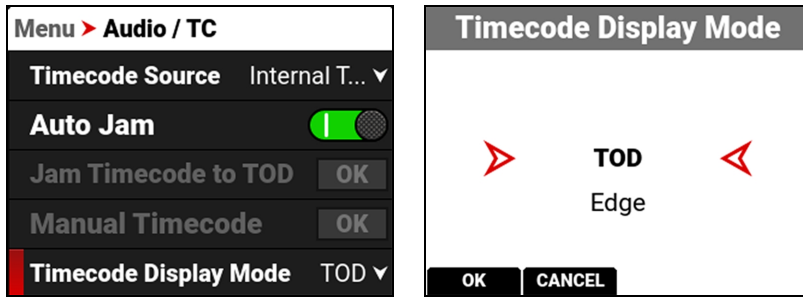 Menu > Audio / TC
Timecode Source Internal T...
Auto Jam
Jam Timecode to TOD OK
Manual Timecode OK
Timecode Display Mode TOD
Timecode Display Mode
TOD
Edge
OK CANCEL